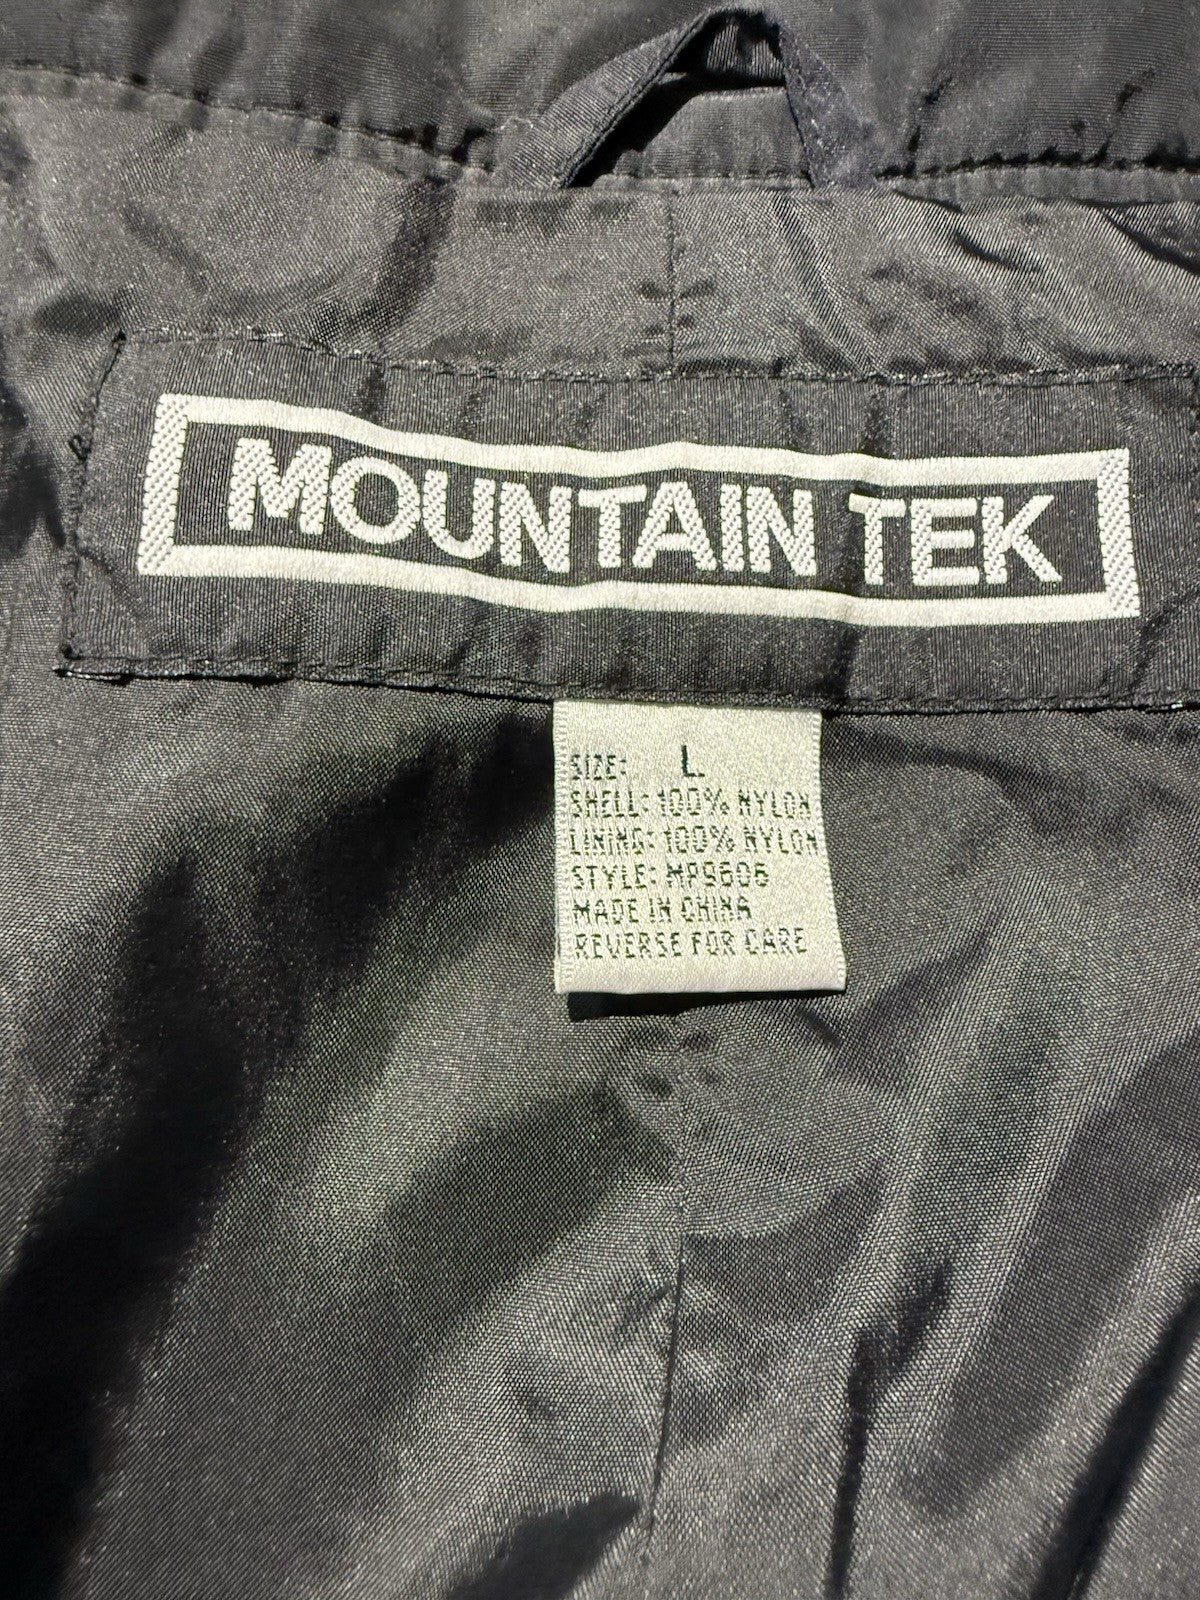 MOUNTAIN TEK
SIZE: L
SHELL: 100% NYLON
LINING: 100% NYLON
STYLE: MP9606
MADE IN CHINA
REVERSE FOR CARE